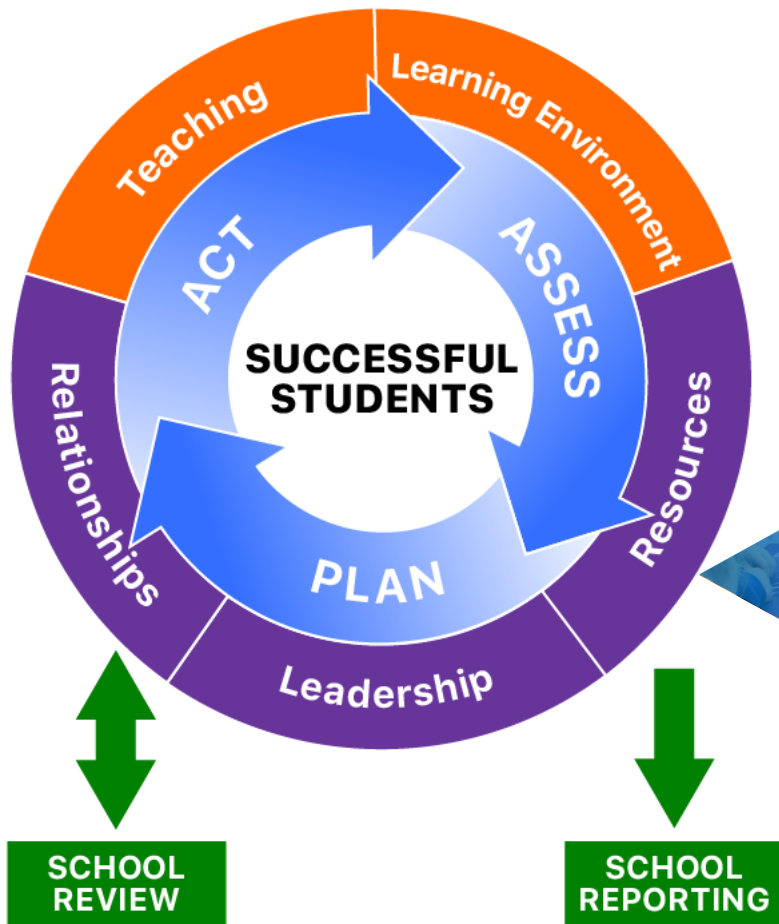 Teaching
Learning Environment
ACT
ASSESS
SUCCESSFUL
STUDENTS
Relationships
Resources
PLAN
Leadership
SCHOOL
REVIEW
SCHOOL
REPORTING